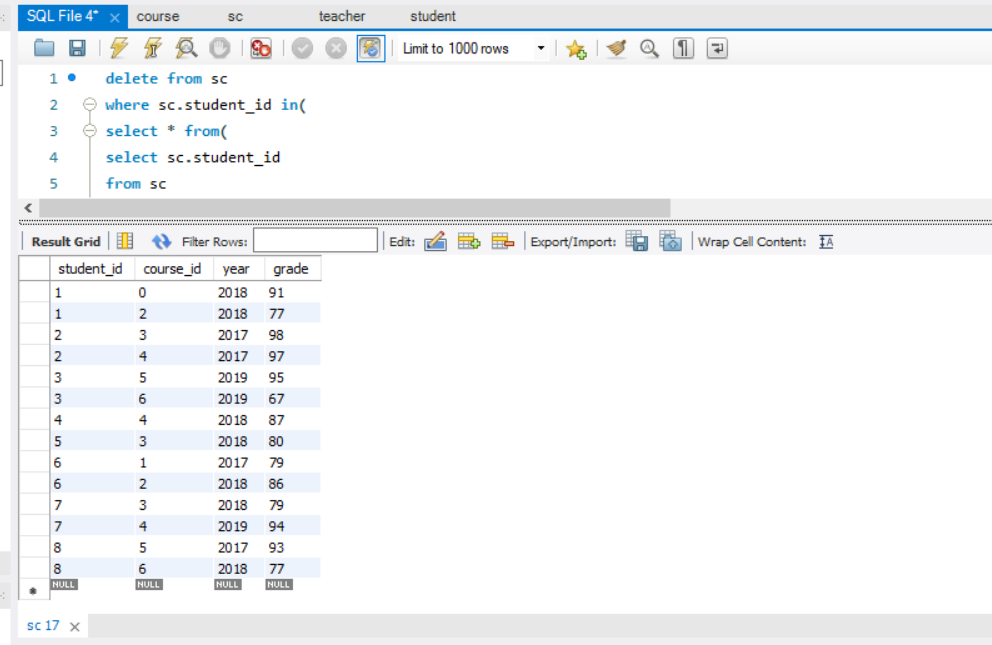 SQL File 4* course sc teacher student
Limit to 1000 rows
1 delete from sc
2 where sc.student_id in(
3 select * from(
4 select sc.student_id
5 from sc
Result Grid Filter Rows: Edit: Export/Import: Wrap Cell Content: IA
student_id course_id year grade
1 0 2018 91
1 2 2018 77
2 3 2017 98
2 4 2017 97
3 5 2019 95
3 6 2019 67
4 4 2018 87
5 3 2018 80
6 1 2017 79
6 2 2018 86
7 3 2018 79
7 4 2019 94
8 5 2017 93
8 6 2018 77
NULL NULL NULL NULL
sc 17